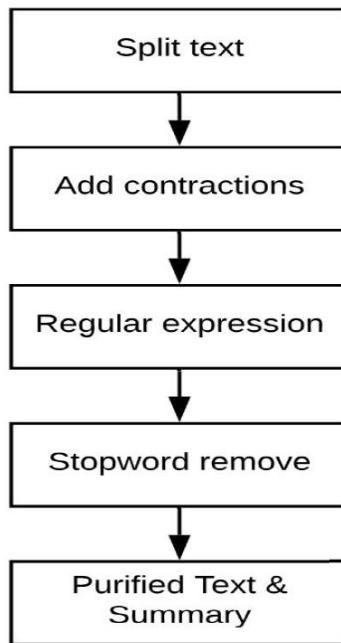 Split text
Add contractions
Regular expression
Stopword remove
Purified Text &
Summary